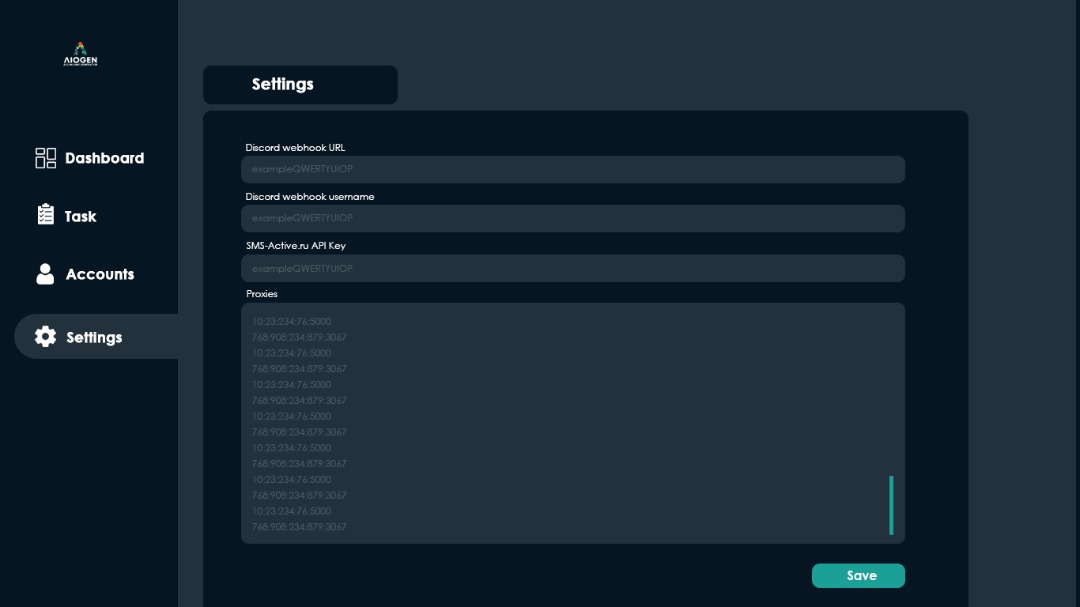 AIOGEN
Dashboard
Task
Accounts
Settings
Settings
Discord webhook URL
exampleQWERTYUIOP
Discord webhook username
exampleQWERTYUIOP
SMS-Active.ru API Key
exampleQWERTYUIOP
Proxies
10:23:234:76:5000
768:908:234:879:3067
10:23:234:76:5000
768:908:234:879:3067
10:23:234:76:5000
768:908:234:879:3067
10:23:234:76:5000
768:908:234:879:3067
10:23:234:76:5000
768:908:234:879:3067
10:23:234:76:5000
768:908:234:879:3067
10:23:234:76:5000
768:908:234:879:3067
Save